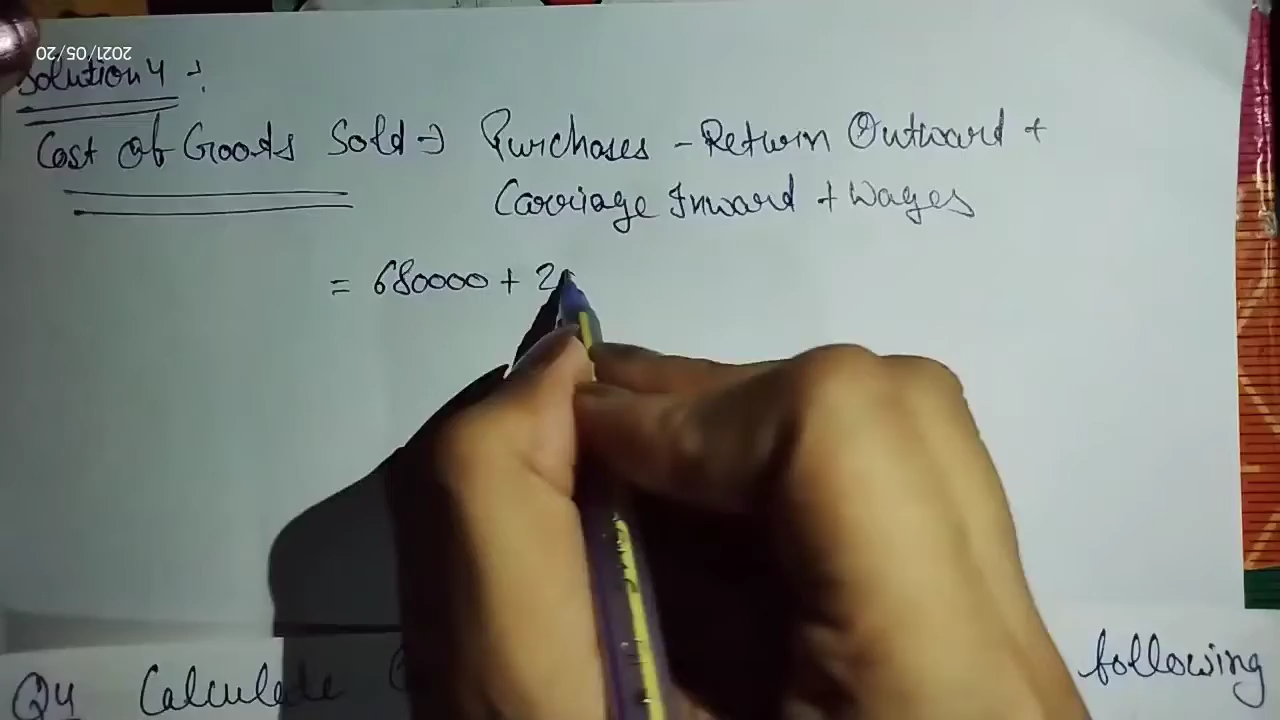 2021/05/20
Solution 4 :
Cost Of Goods Sold → Purchases - Return Outward +
Carriage Inward + Wages
= 680000 + 2
Q4 Calculate following